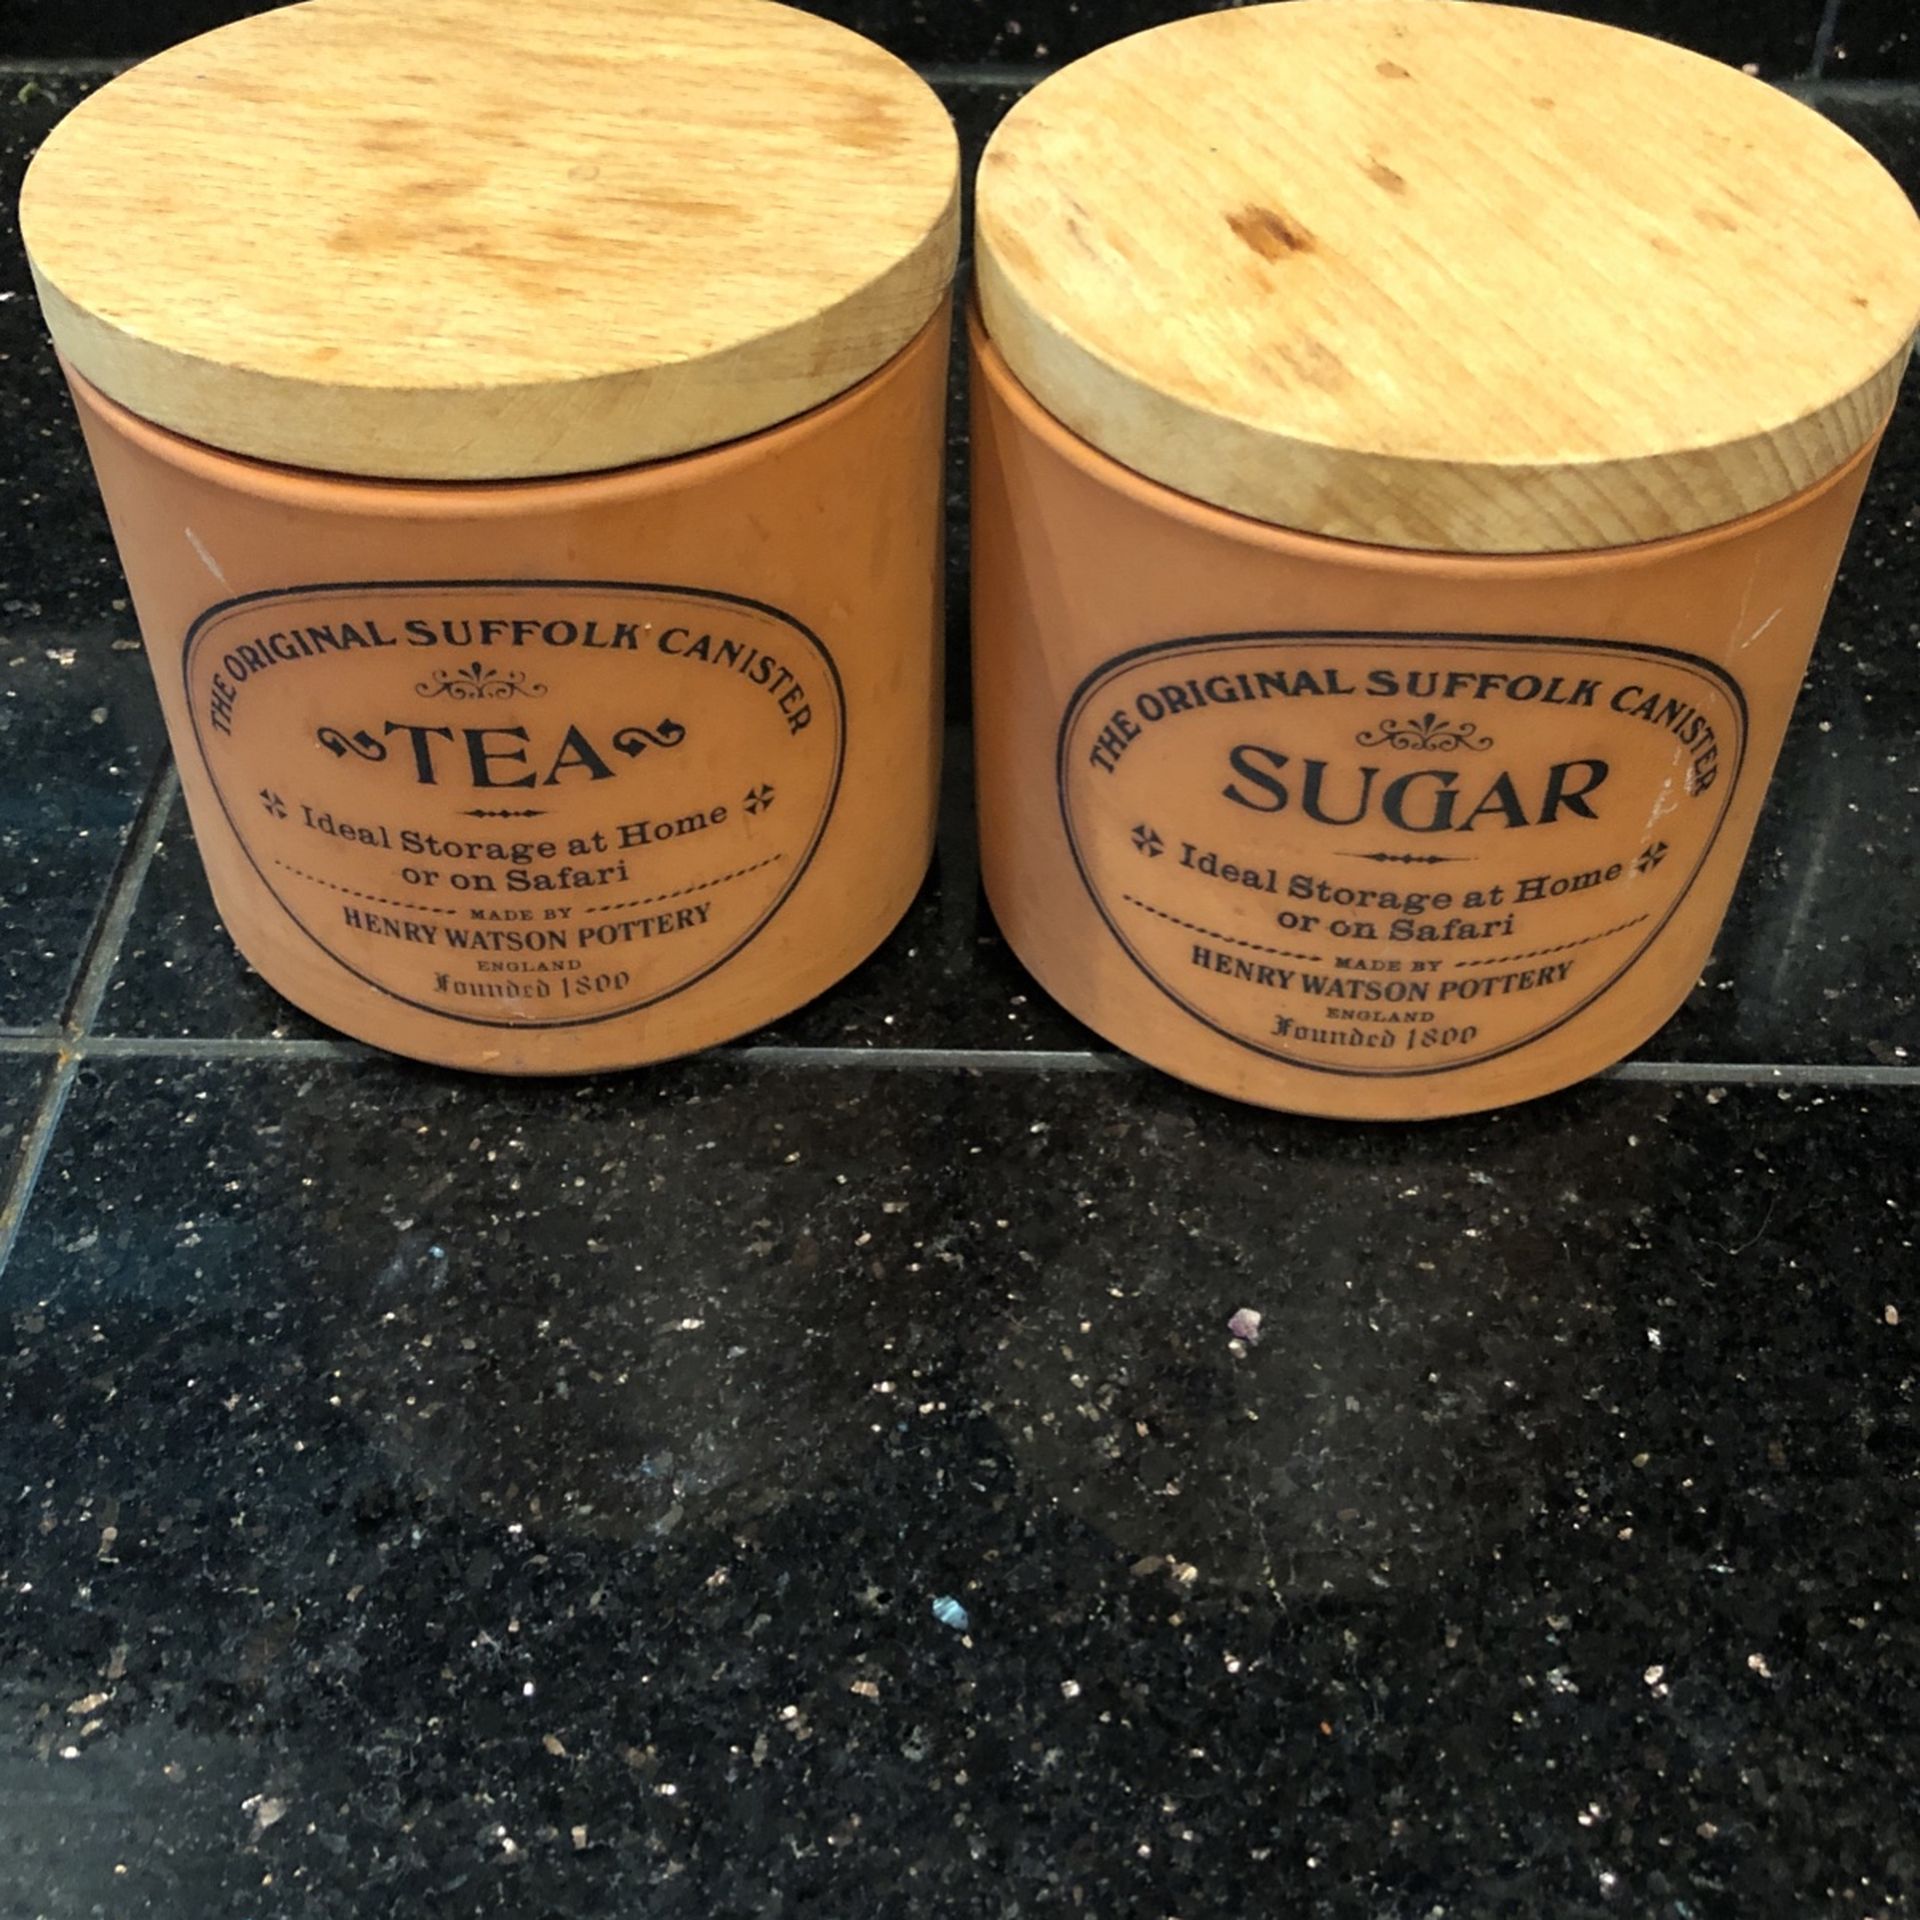 THE ORIGINAL SUFFOLK CANISTER
TEA
Ideal Storage at Home
or on Safari
MADE BY
HENRY WATSON POTTERY
ENGLAND
Founded 1800
THE ORIGINAL SUFFOLK CANISTER
SUGAR
Ideal Storage at Home
or on Safari
MADE BY
HENRY WATSON POTTERY
ENGLAND
Founded 1800